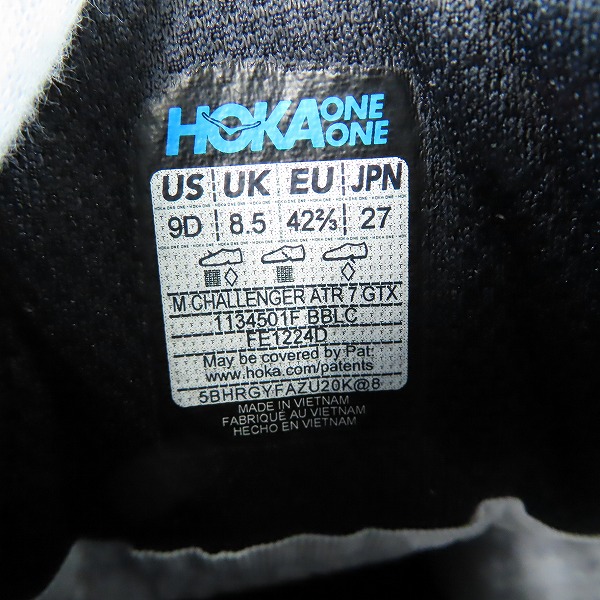 HOKA ONE ONE
US UK EU JPN
9D 8.5 42⅔ 27
M CHALLENGER ATR 7 GTX
1134501F BBLC
FE1224D
May be covered by Pat:
www.hoka.com/patents
5BHRGYFAZU20K@8
MADE IN VIETNAM
FABRIQUÉ AU VIETNAM
HECHO EN VIETNAM